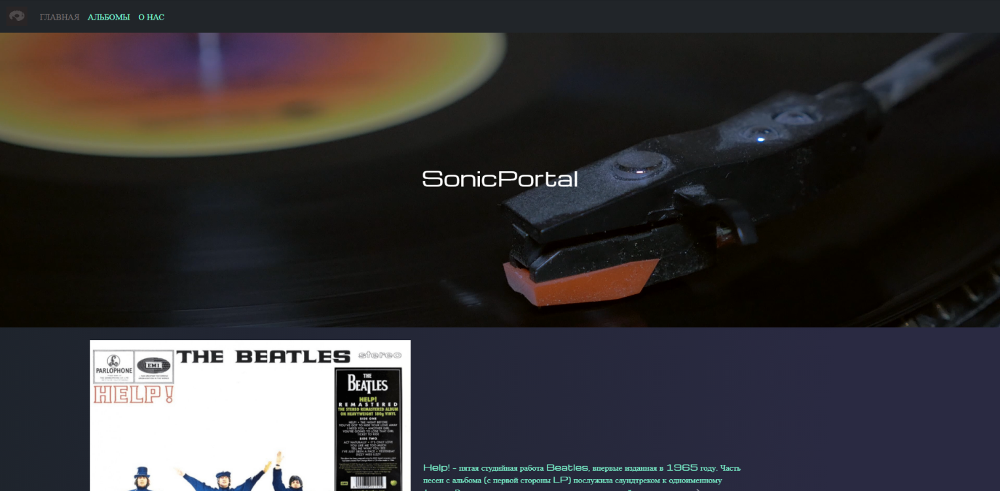 ГЛАВНАЯ АЛЬБОМЫ О НАС
SonicPortal
THE BEATLES stereo
PARLOPHONE
EMI
HELP!
THE
BEATLES
HELP!
REMASTERED
THE STEREO REMASTERED ALBUM
ON HEAVYWEIGHT 180g VINYL
SIDE ONE
HELP! • THE NIGHT BEFORE
YOU'VE GOT TO HIDE YOUR LOVE AWAY
I NEED YOU • ANOTHER GIRL
YOU'RE GOING TO LOSE THAT GIRL
TICKET TO RIDE
SIDE TWO
ACT NATURALLY • IT'S ONLY LOVE
YOU LIKE ME TOO MUCH
TELL ME WHAT YOU SEE
I'VE JUST SEEN A FACE • YESTERDAY
DIZZY MISS LIZZY
Help! - пятая студийная работа Beatles, впервые изданная в 1965 году. Часть
песен с альбома (с первой стороны LP) послужила саундтреком к одноименному